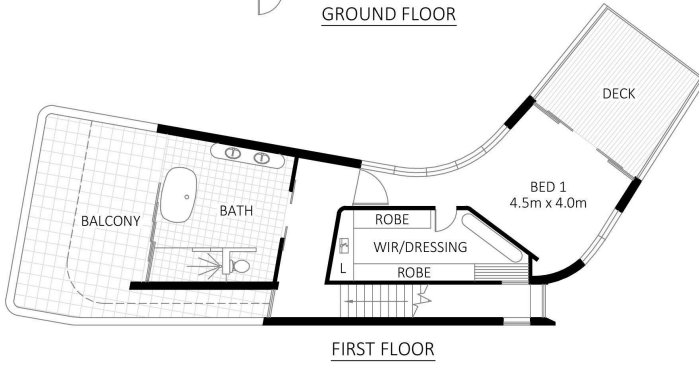 GROUND FLOOR
DECK
BED 1
4.5m x 4.0m
BALCONY
BATH
ROBE
WIR/DRESSING
L
ROBE
FIRST FLOOR